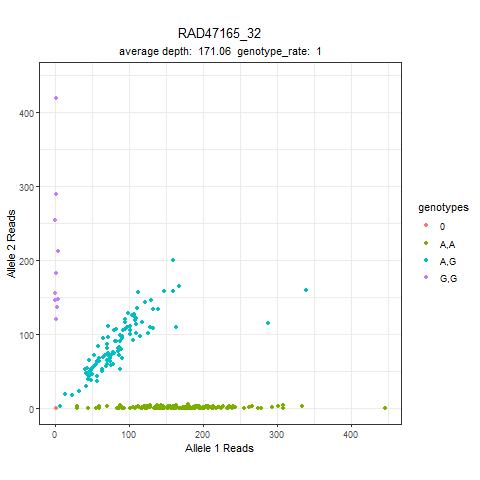 RAD47165_32
average depth: 171.06 genotype_rate: 1
Allele 2 Reads
400
300
200
100
0
0 100 200 300 400
Allele 1 Reads
genotypes
0
A,A
A,G
G,G